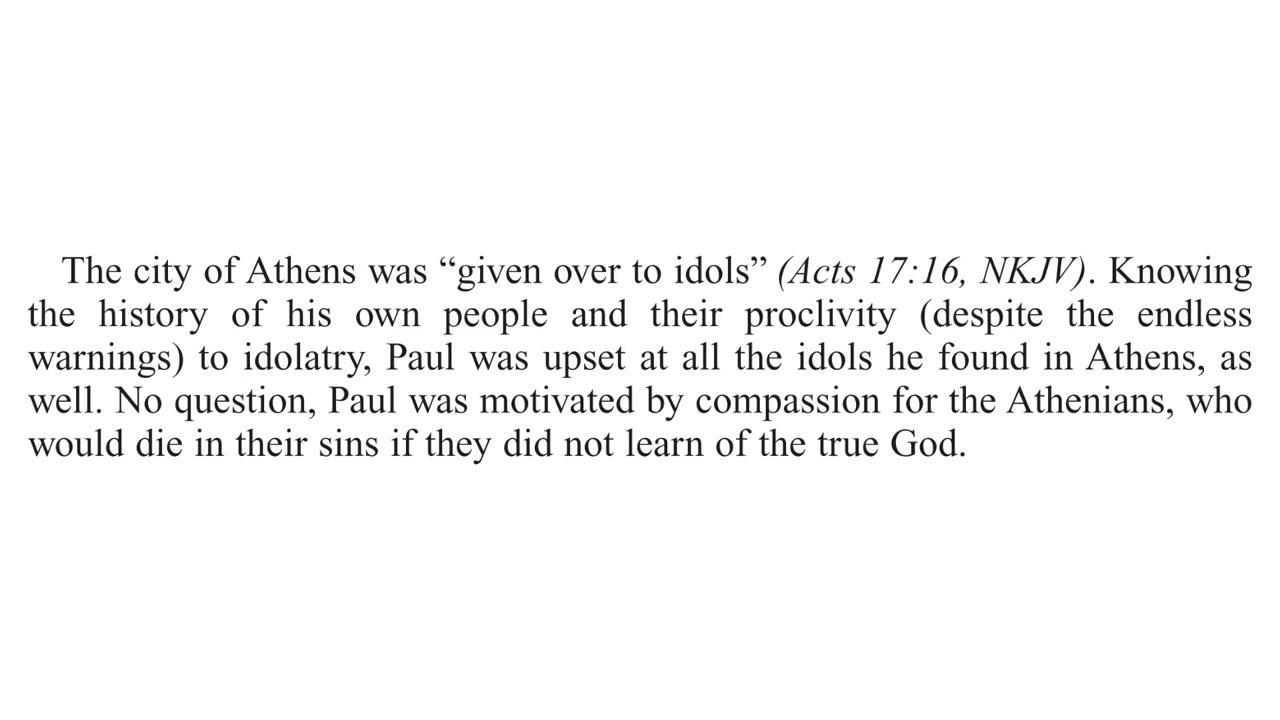 The city of Athens was “given over to idols” (Acts 17:16, NKJV). Knowing
the history of his own people and their proclivity (despite the endless
warnings) to idolatry, Paul was upset at all the idols he found in Athens, as
well. No question, Paul was motivated by compassion for the Athenians, who
would die in their sins if they did not learn of the true God.